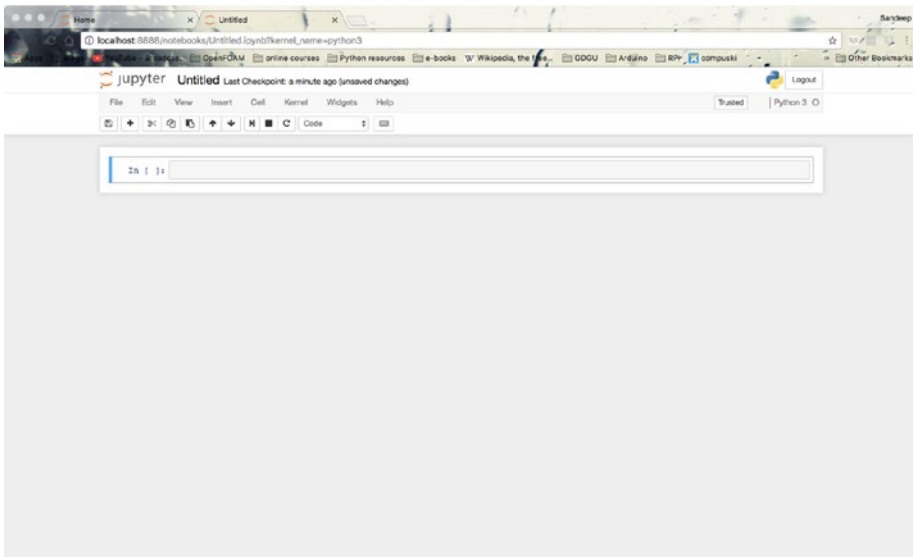 Home Untitled Sandeep
localhost:8888/notebooks/Untitled.ipynb?kernel_name=python3
OpenFOAM online courses Python resources e-books W Wikipedia, the GDGU Arduino RPi compuski Other Bookmarks
jupyter Untitled Last Checkpoint: a minute ago (unsaved changes) Logout
File Edit View Insert Cell Kernel Widgets Help Trusted Python 3
Code
In [ ]: